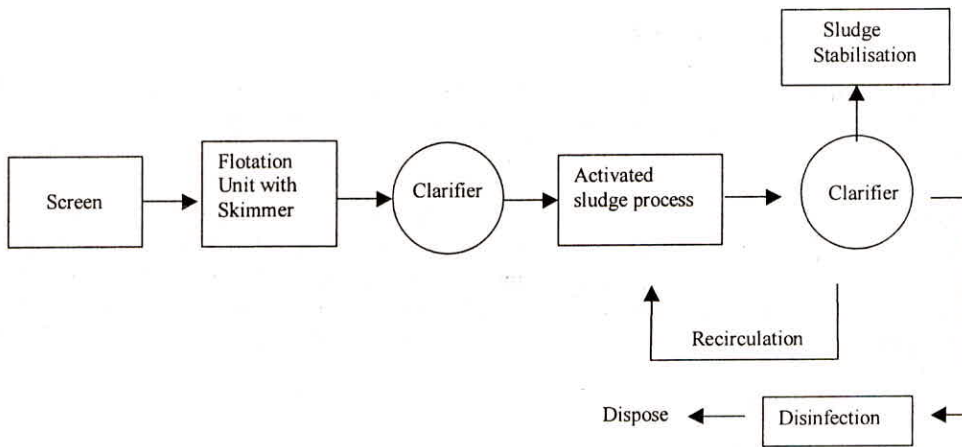 Sludge
Stabilisation
Screen
Flotation
Unit with
Skimmer
Clarifier
Activated
sludge process
Clarifier
Recirculation
Dispose
Disinfection